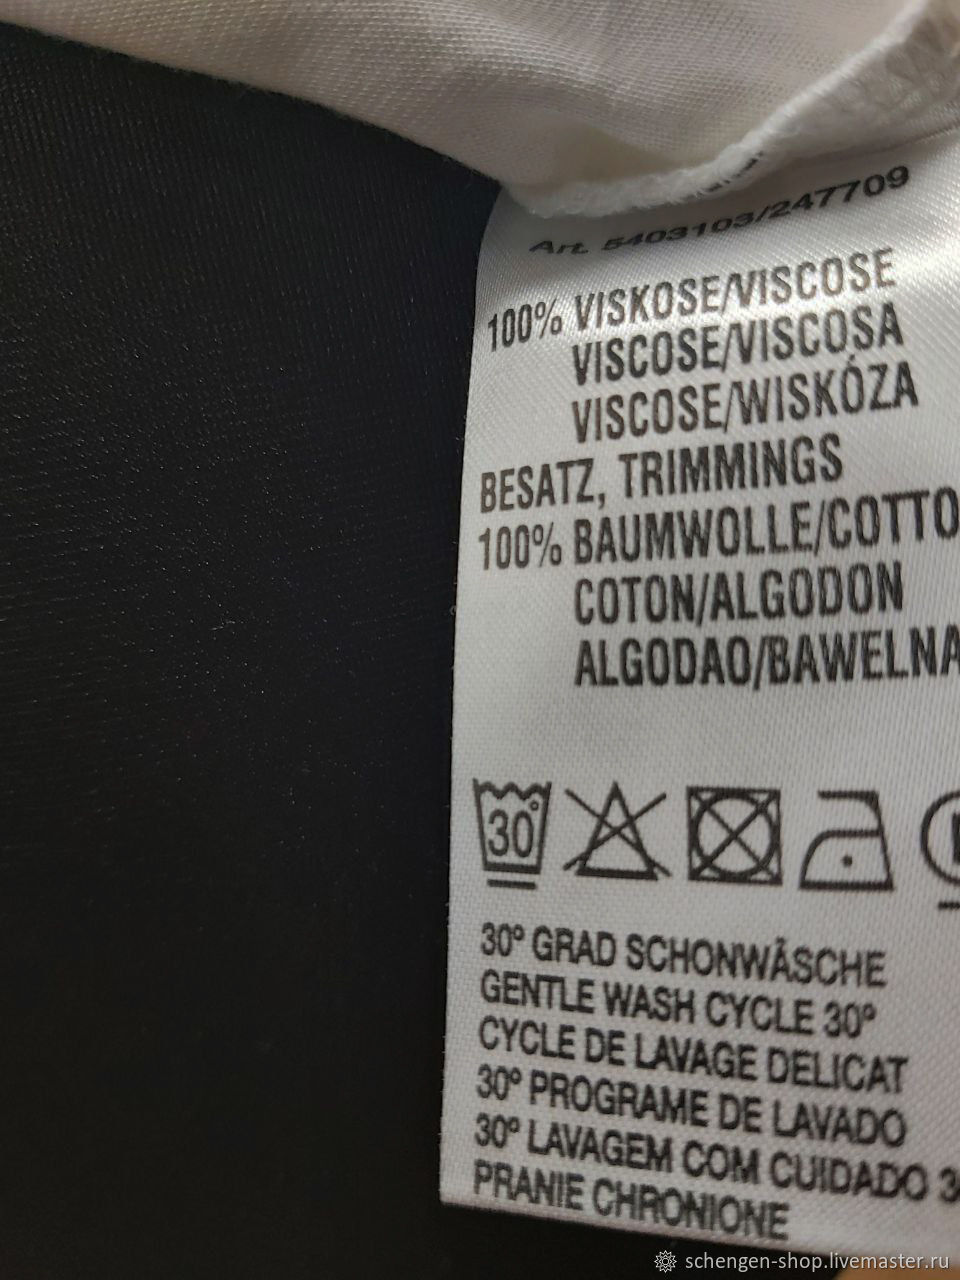 Art. 5403103/247709
100% VISKOSE/VISCOSE
VISCOSE/VISCOSA
VISCOSE/WISKÓZA
BESATZ, TRIMMINGS
100% BAUMWOLLE/COTTO
COTON/ALGODON
ALGODAO/BAWELNA
30°
30° GRAD SCHONWÄSCHE
GENTLE WASH CYCLE 30°
CYCLE DE LAVAGE DELICAT
30° PROGRAME DE LAVADO
30° LAVAGEM COM CUIDADO 3
PRANIE CHRONIONE
schengen-shop.livemaster.ru